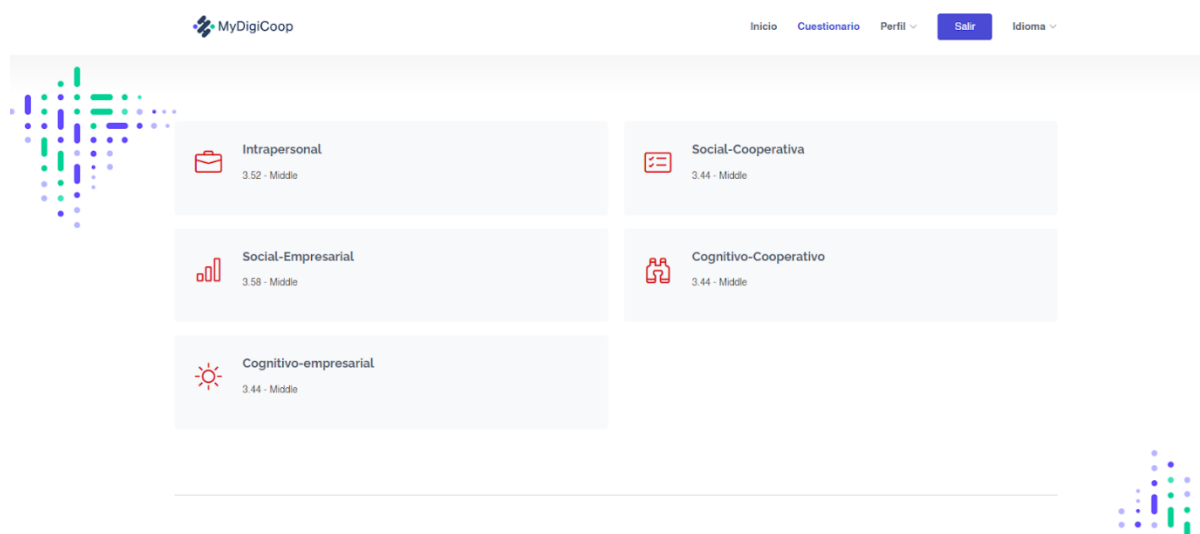 MyDigiCoop
Inicio Cuestionario Perfil Salir Idioma
Intrapersonal
3.52 - Middle
Social-Cooperativa
3.44 - Middle
Social-Empresarial
3.58 - Middle
Cognitivo-Cooperativo
3.44 - Middle
Cognitivo-empresarial
3.44 - Middle